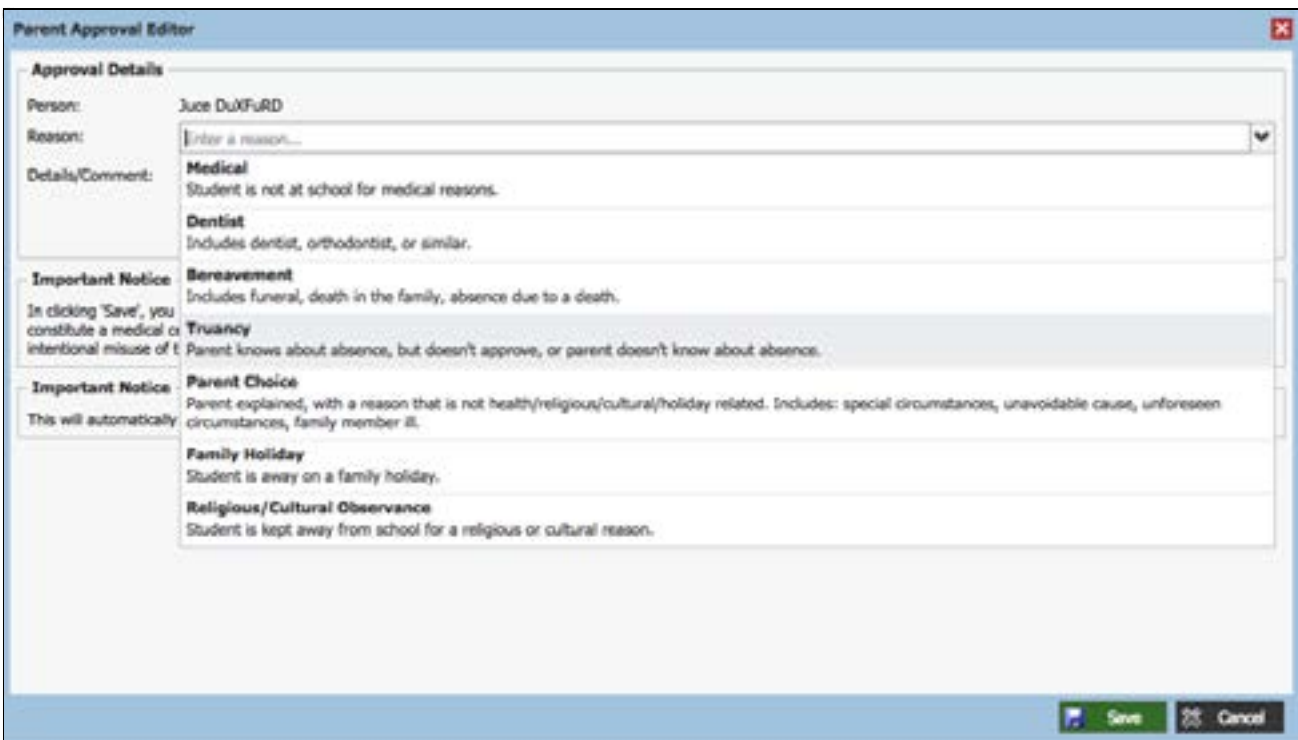 Parent Approval Editor
Approval Details
Person: Juce DuXFuRD
Reason: Enter a reason...
Details/Comment:
Medical
Student is not at school for medical reasons.
Dentist
Includes dentist, orthodontist, or similar.
Bereavement
Includes funeral, death in the family, absence due to a death.
Truancy
Parent knows about absence, but doesn't approve, or parent doesn't know about absence.
Parent Choice
Parent explained, with a reason that is not health/religious/cultural/holiday related. Includes: special circumstances, unavoidable cause, unforeseen
circumstances, family member ill.
Family Holiday
Student is away on a family holiday.
Religious/Cultural Observance
Student is kept away from school for a religious or cultural reason.
Important Notice
In clicking 'Save', you
constitute a medical
intentional misuse of
Important Notice
This will automatically
Save
Cancel